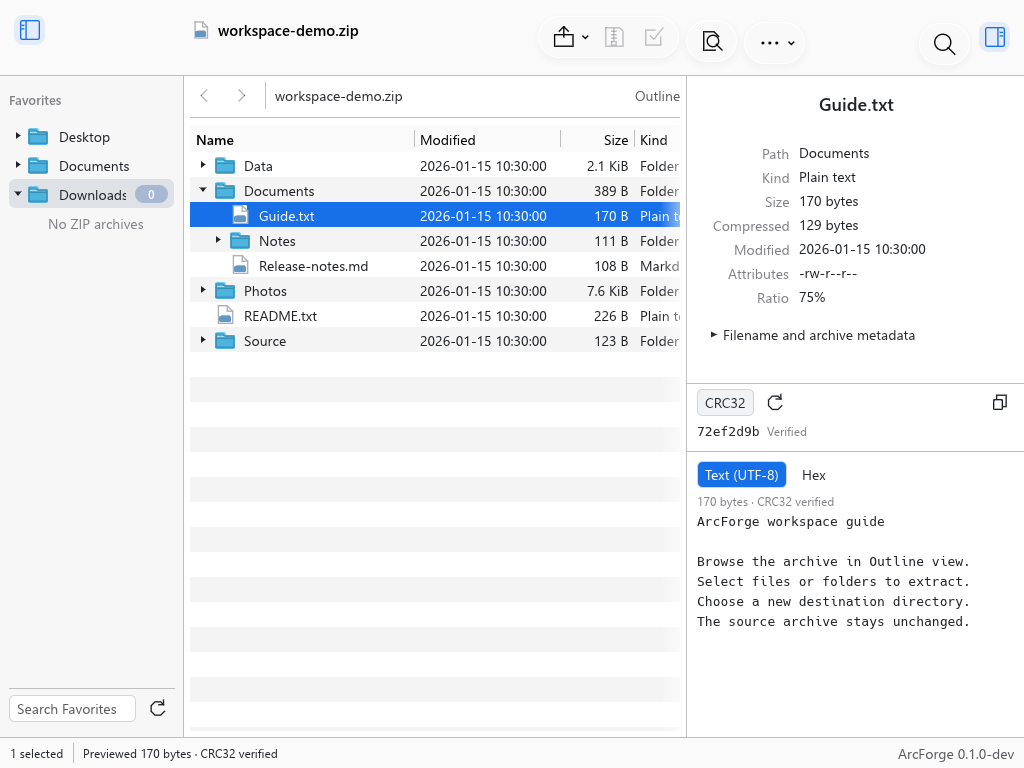 workspace-demo.zip
Favorites
Desktop
Documents
Downloads 0
No ZIP archives
Search Favorites
workspace-demo.zip Outline
Name Modified Size Kind
Data 2026-01-15 10:30:00 2.1 KiB Folder
Documents 2026-01-15 10:30:00 389 B Folder
Guide.txt 2026-01-15 10:30:00 170 B Plain t
Notes 2026-01-15 10:30:00 111 B Folder
Release-notes.md 2026-01-15 10:30:00 108 B Markd
Photos 2026-01-15 10:30:00 7.6 KiB Folder
README.txt 2026-01-15 10:30:00 226 B Plain t
Source 2026-01-15 10:30:00 123 B Folder
Guide.txt
Path Documents
Kind Plain text
Size 170 bytes
Compressed 129 bytes
Modified 2026-01-15 10:30:00
Attributes -rw-r--r--
Ratio 75%
Filename and archive metadata
CRC32
72ef2d9b Verified
Text (UTF-8) Hex
170 bytes · CRC32 verified
ArcForge workspace guide
Browse the archive in Outline view.
Select files or folders to extract.
Choose a new destination directory.
The source archive stays unchanged.
1 selected Previewed 170 bytes · CRC32 verified ArcForge 0.1.0-dev